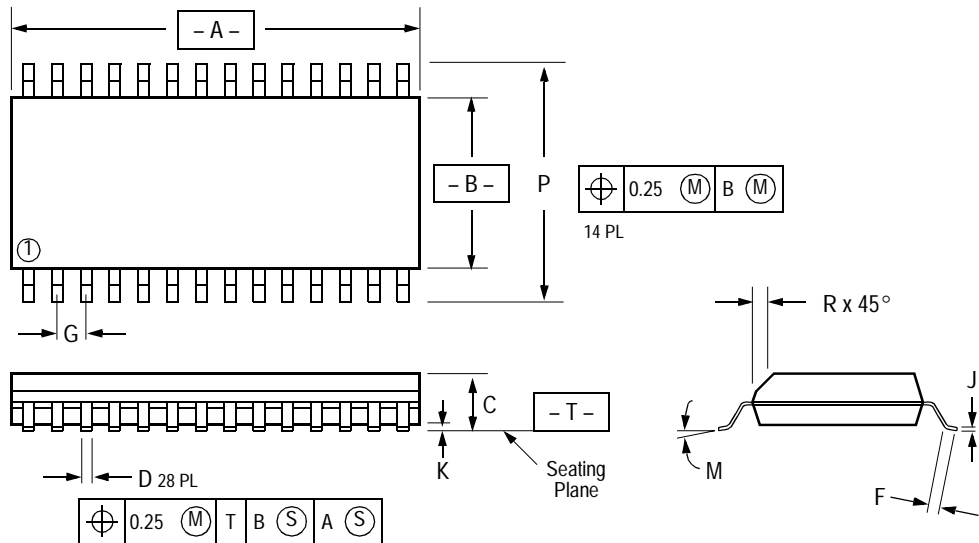 – A –
– B –
P
⌖ 0.25 Ⓜ B Ⓜ
14 PL
①
G
R x 45°
C
– T –
J
K
D 28 PL
Seating
Plane
M
F
⌖ 0.25 Ⓜ T B Ⓢ A Ⓢ